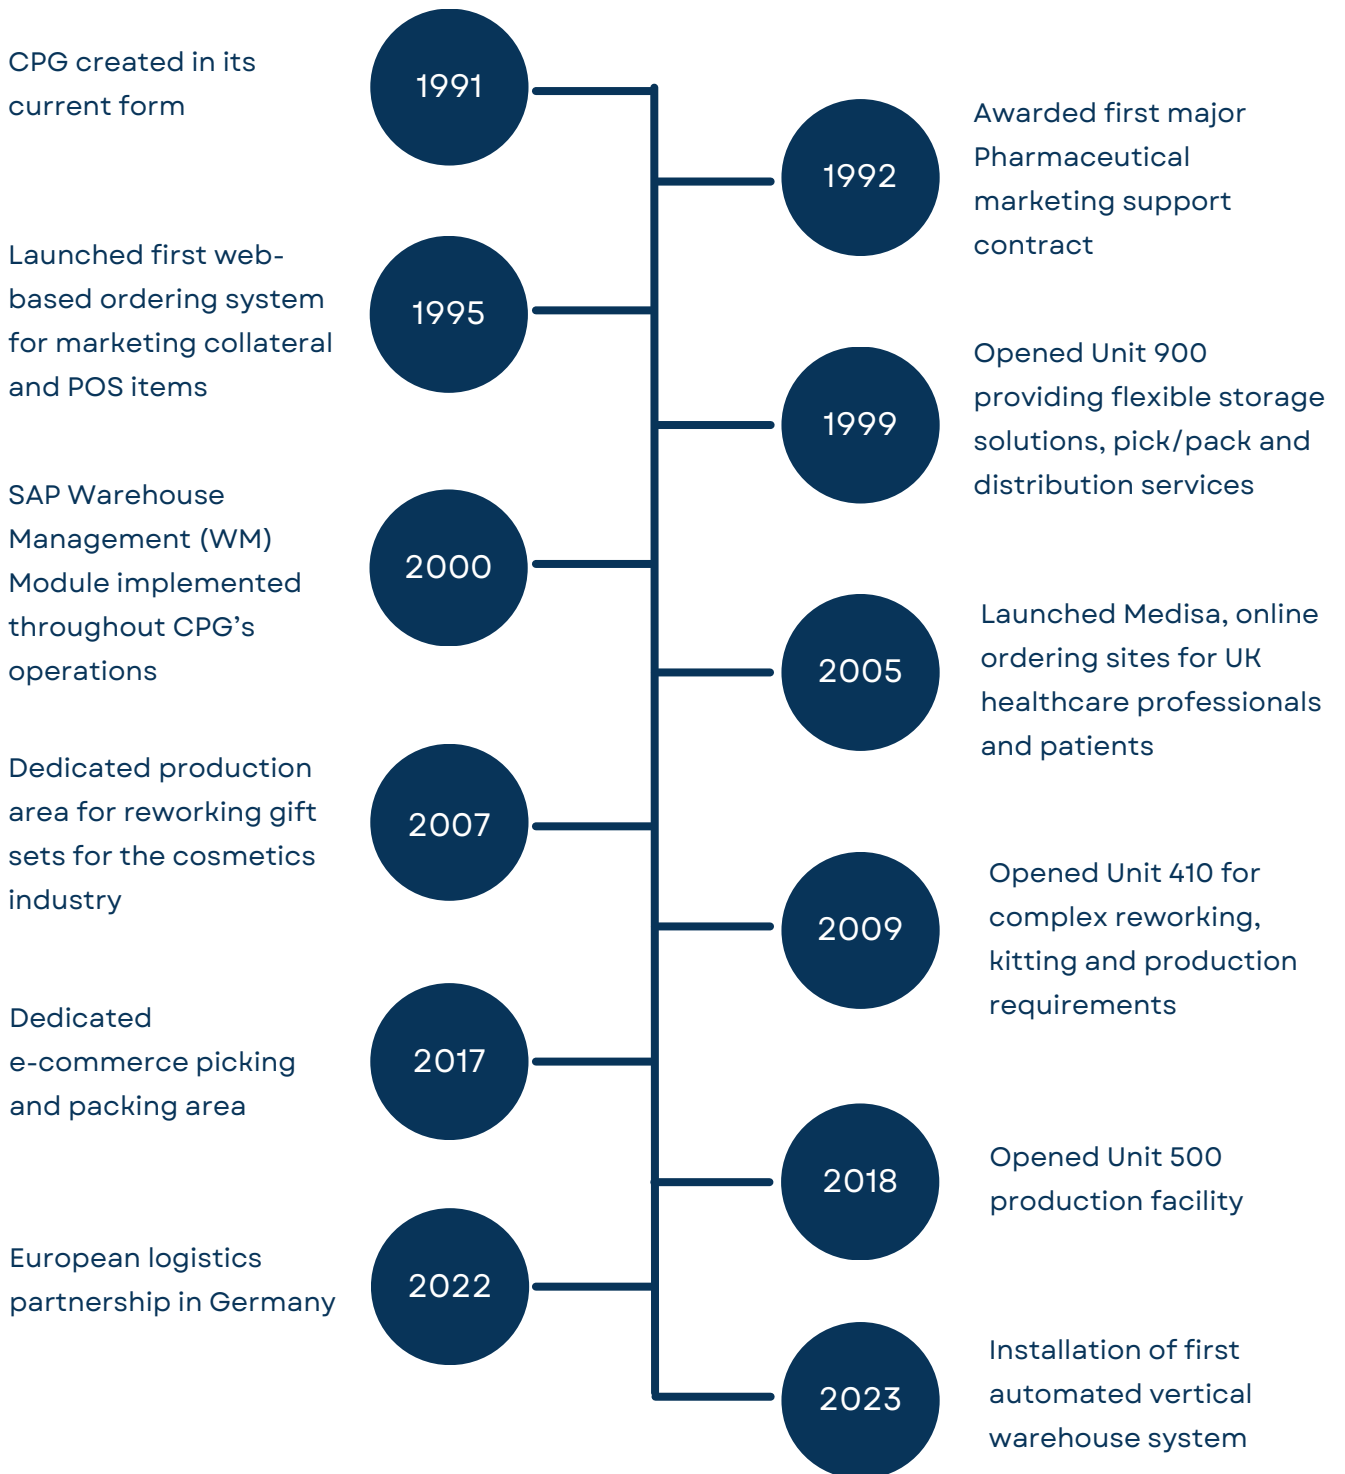 CPG created in its
current form
1991
1992
Awarded first major
Pharmaceutical
marketing support
contract
Launched first web-
based ordering system
for marketing collateral
and POS items
1995
1999
Opened Unit 900
providing flexible storage
solutions, pick/pack and
distribution services
SAP Warehouse
Management (WM)
Module implemented
throughout CPG’s
operations
2000
2005
Launched Medisa, online
ordering sites for UK
healthcare professionals
and patients
Dedicated production
area for reworking gift
sets for the cosmetics
industry
2007
2009
Opened Unit 410 for
complex reworking,
kitting and production
requirements
Dedicated
e-commerce picking
and packing area
2017
2018
Opened Unit 500
production facility
European logistics
partnership in Germany
2022
2023
Installation of first
automated vertical
warehouse system